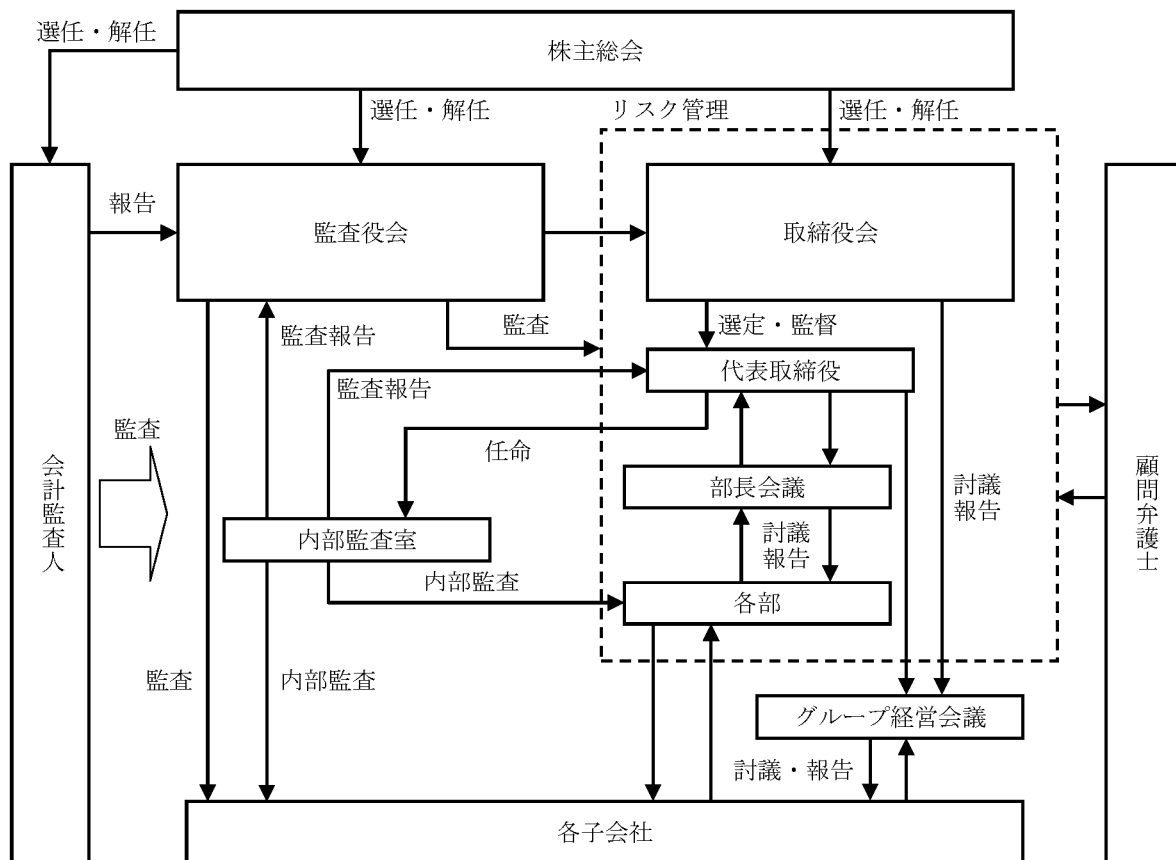 選任・解任
株主総会
選任・解任
リスク管理
選任・解任
報告
監査役会
取締役会
監査報告
監査
選定・監督
代表取締役
監査報告
監査
任命
会計監査人
部長会議
討議
報告
顧問弁護士
内部監査室
討議
報告
内部監査
各部
監査
内部監査
グループ経営会議
討議・報告
各子会社